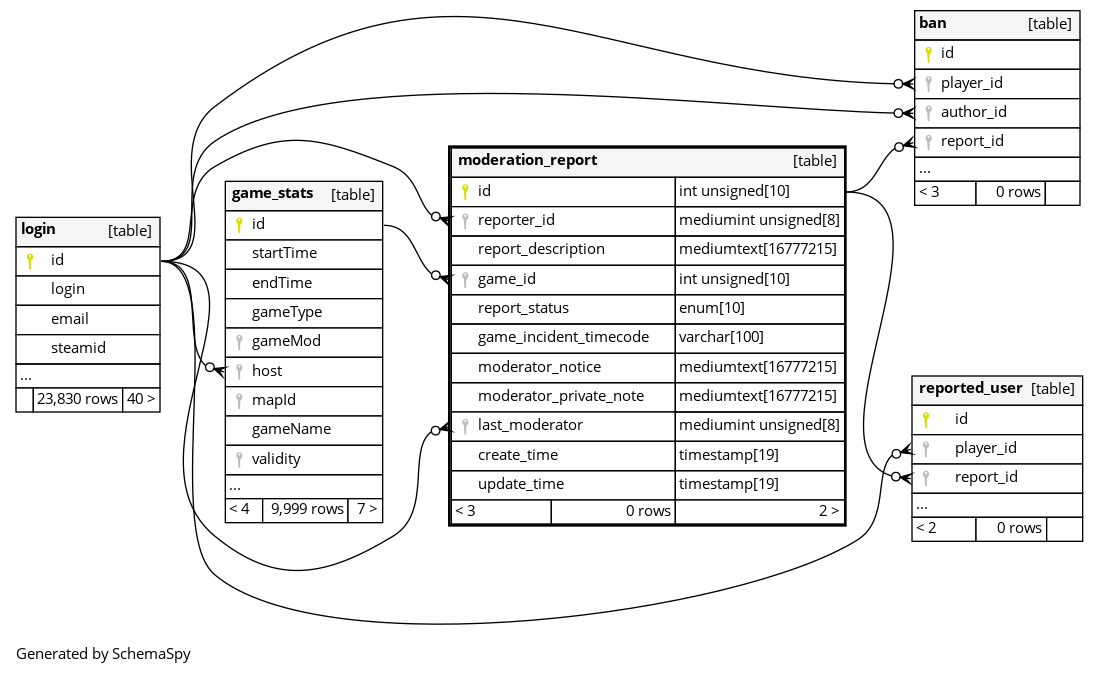 ban [table]
id
player_id
author_id
report_id
...
< 3 0 rows
moderation_report [table]
id int unsigned[10]
reporter_id mediumint unsigned[8]
report_description mediumtext[16777215]
game_id int unsigned[10]
report_status enum[10]
game_incident_timecode varchar[100]
moderator_notice mediumtext[16777215]
moderator_private_note mediumtext[16777215]
last_moderator mediumint unsigned[8]
create_time timestamp[19]
update_time timestamp[19]
< 3 0 rows 2 >
game_stats [table]
id
startTime
endTime
gameType
gameMod
host
mapId
gameName
validity
...
< 4 9,999 rows 7 >
login [table]
id
login
email
steamid
...
23,830 rows 40 >
reported_user [table]
id
player_id
report_id
...
< 2 0 rows
Generated by SchemaSpy